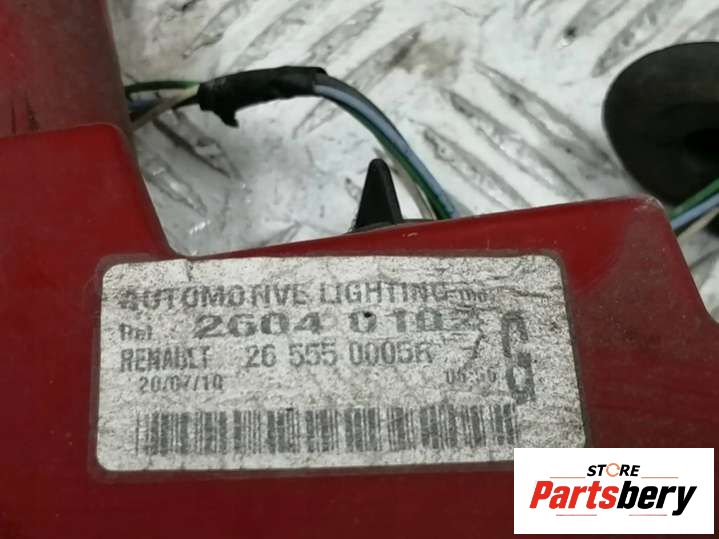 AUTOMOTIVE LIGHTING
Ref. 2604 0102
RENAULT 26 555 0005R
20/07/10
STORE
Partsbery